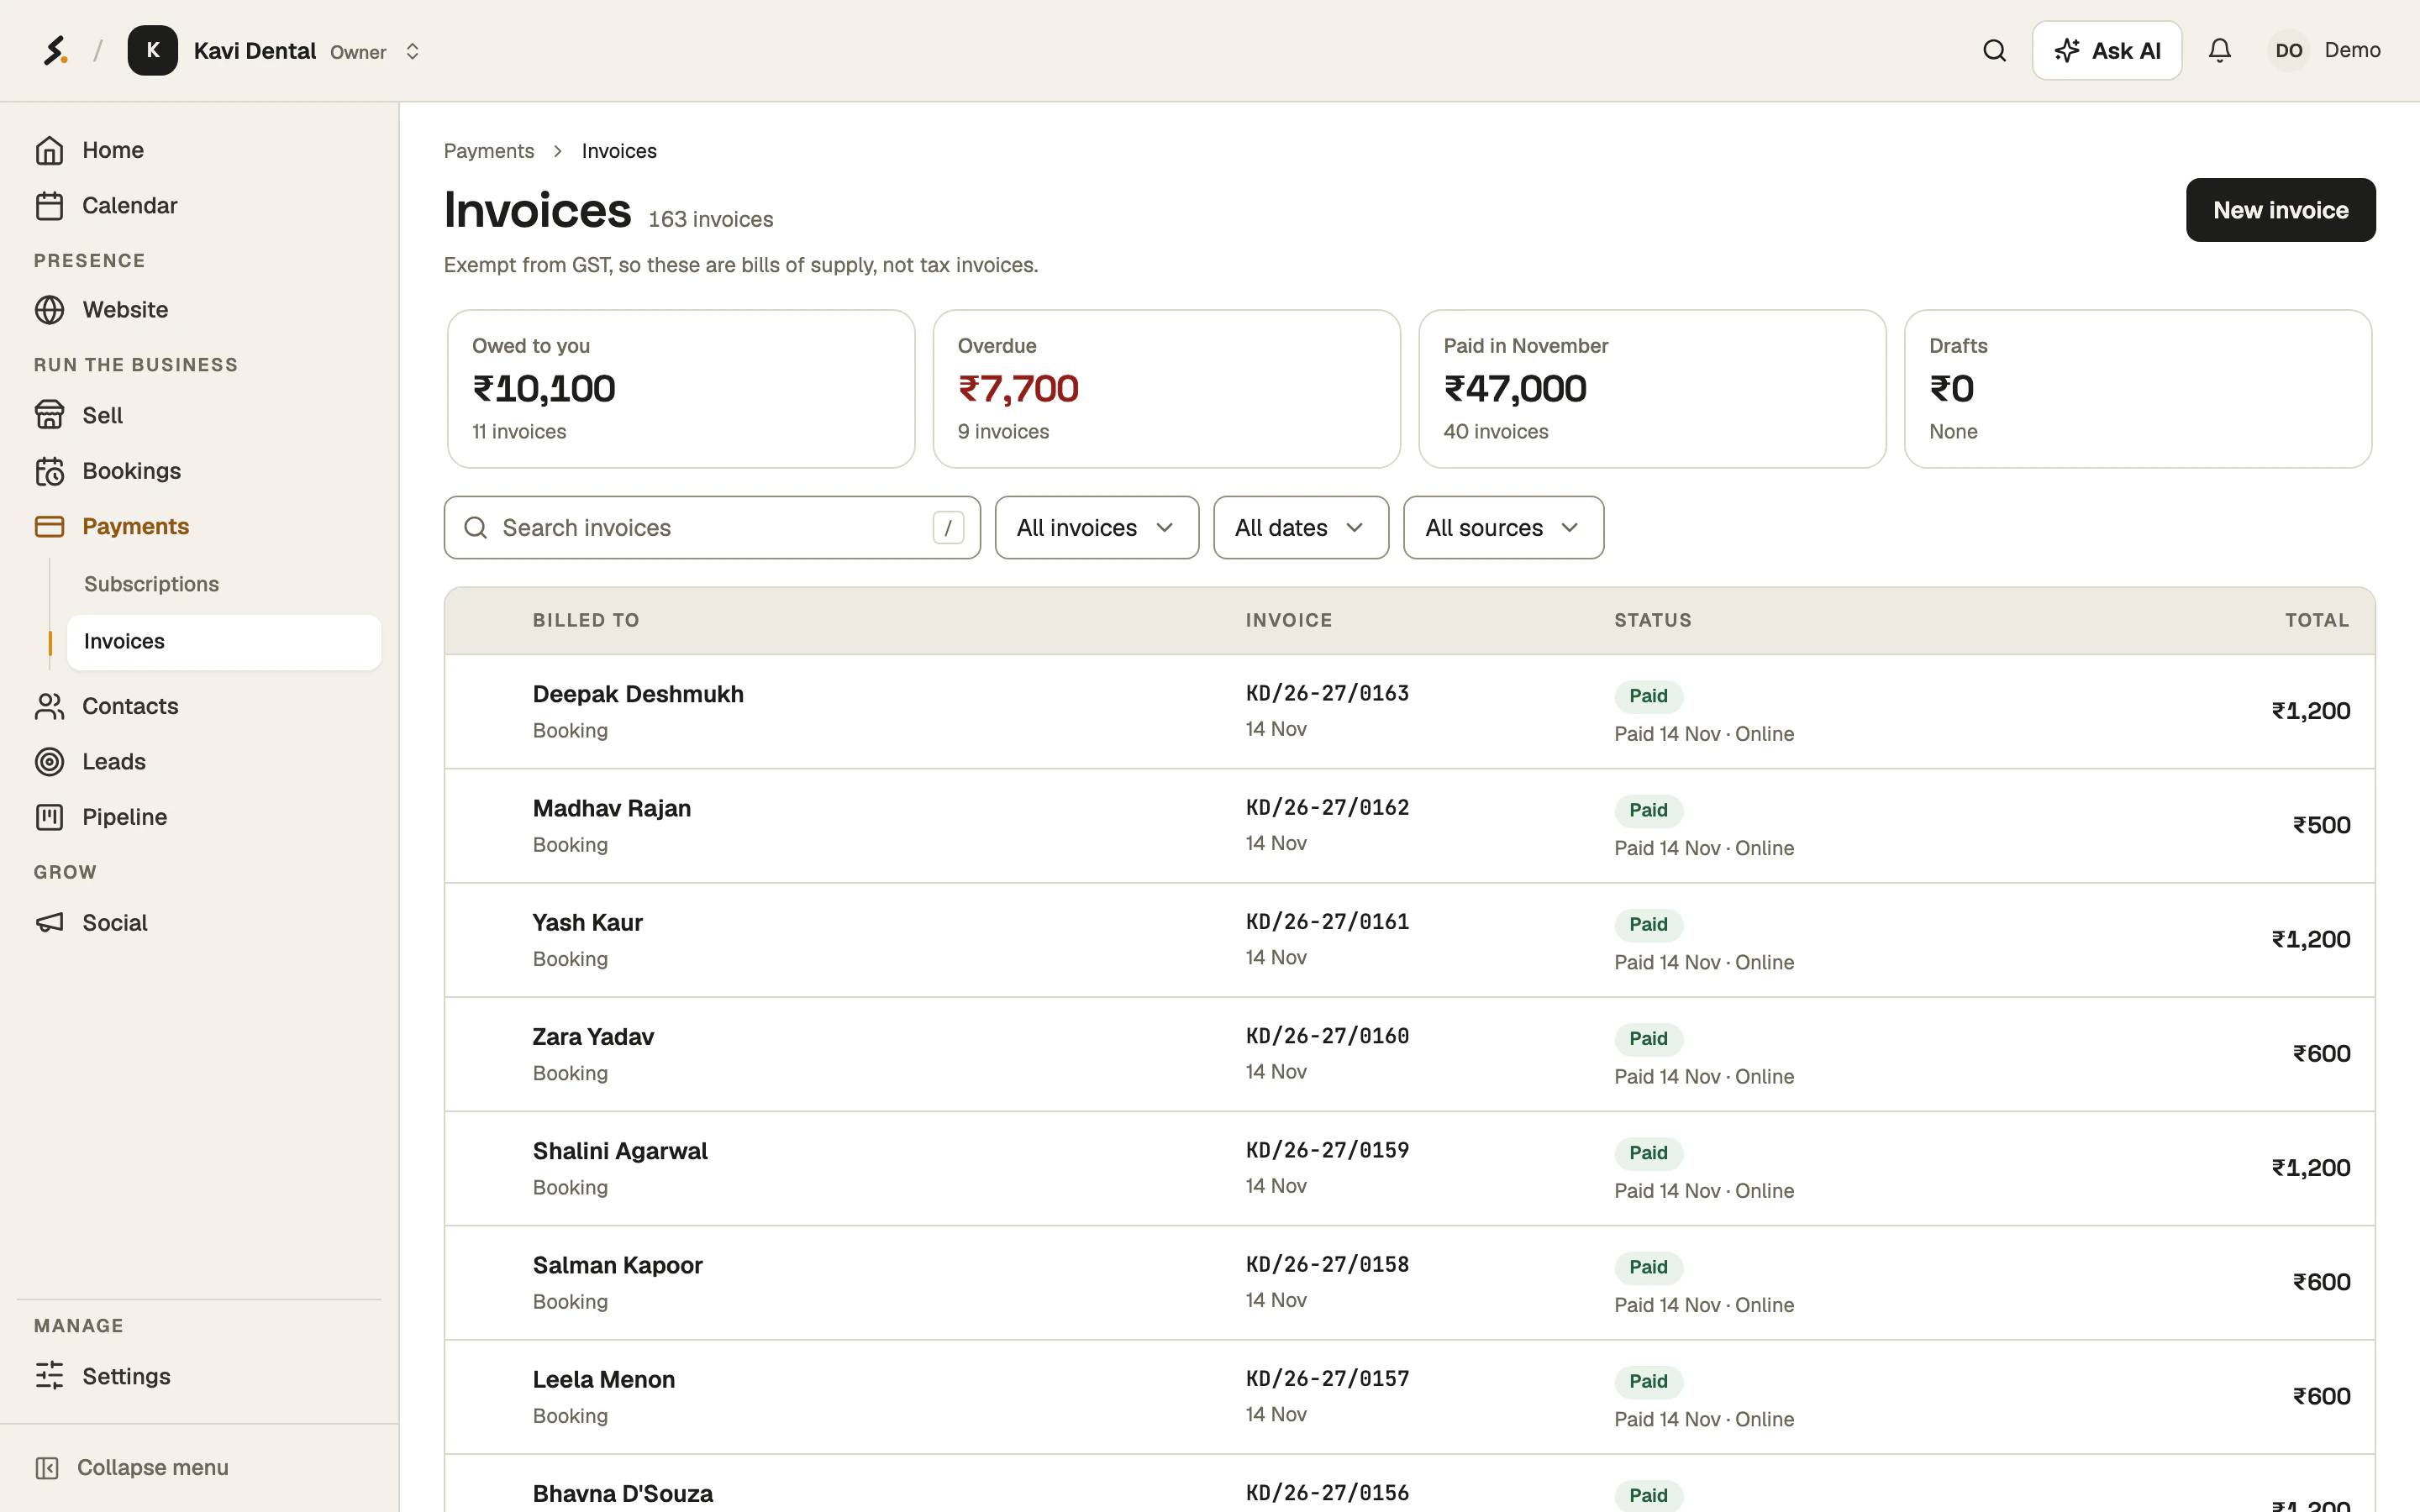 / K Kavi Dental Owner
Ask AI
DO Demo
Home
Calendar
PRESENCE
Website
RUN THE BUSINESS
Sell
Bookings
Payments
Subscriptions
Invoices
Contacts
Leads
Pipeline
GROW
Social
MANAGE
Settings
Collapse menu
Payments > Invoices
Invoices 163 invoices
New invoice
Exempt from GST, so these are bills of supply, not tax invoices.
Owed to you
₹10,100
11 invoices
Overdue
₹7,700
9 invoices
Paid in November
₹47,000
40 invoices
Drafts
₹0
None
Search invoices /
All invoices
All dates
All sources
BILLED TO INVOICE STATUS TOTAL
Deepak Deshmukh KD/26-27/0163 Paid ₹1,200
Booking 14 Nov Paid 14 Nov · Online
Madhav Rajan KD/26-27/0162 Paid ₹500
Booking 14 Nov Paid 14 Nov · Online
Yash Kaur KD/26-27/0161 Paid ₹1,200
Booking 14 Nov Paid 14 Nov · Online
Zara Yadav KD/26-27/0160 Paid ₹600
Booking 14 Nov Paid 14 Nov · Online
Shalini Agarwal KD/26-27/0159 Paid ₹1,200
Booking 14 Nov Paid 14 Nov · Online
Salman Kapoor KD/26-27/0158 Paid ₹600
Booking 14 Nov Paid 14 Nov · Online
Leela Menon KD/26-27/0157 Paid ₹600
Booking 14 Nov Paid 14 Nov · Online
Bhavna D'Souza KD/26-27/0156 Paid ₹1,200